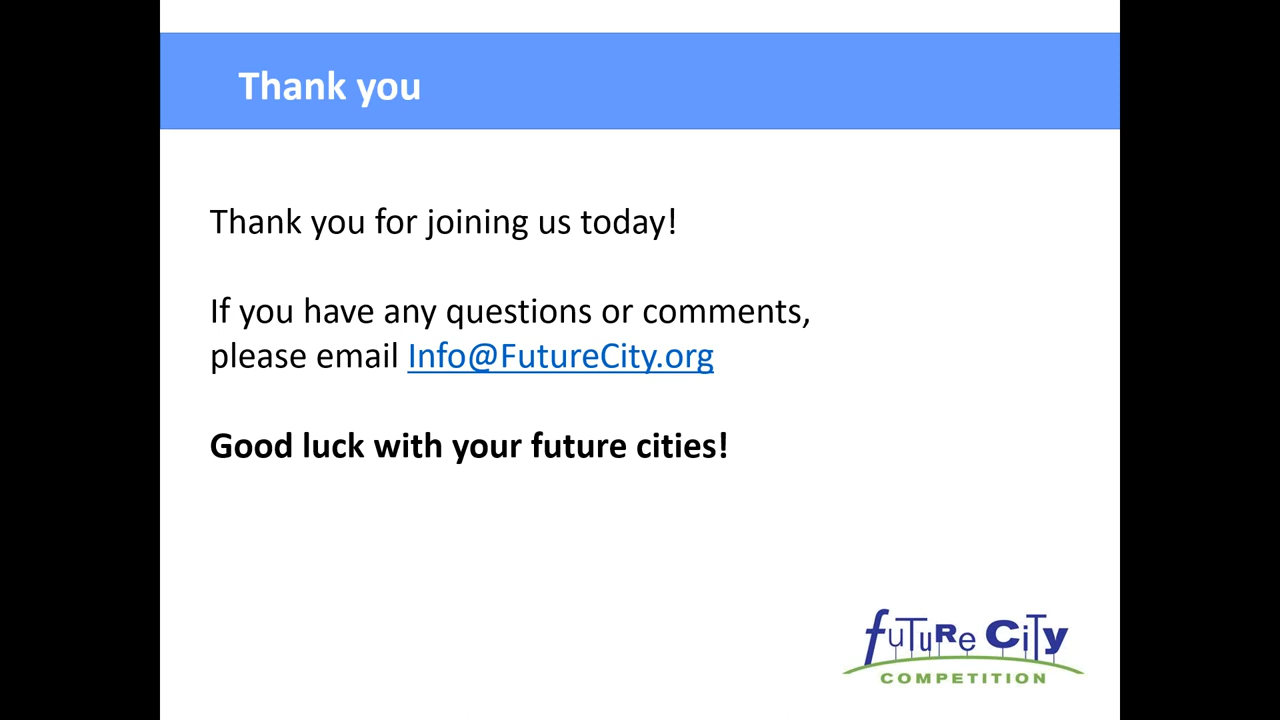 Thank you
Thank you for joining us today!
If you have any questions or comments,
please email Info@FutureCity.org
Good luck with your future cities!
fuTuRe CiTy
COMPETITION